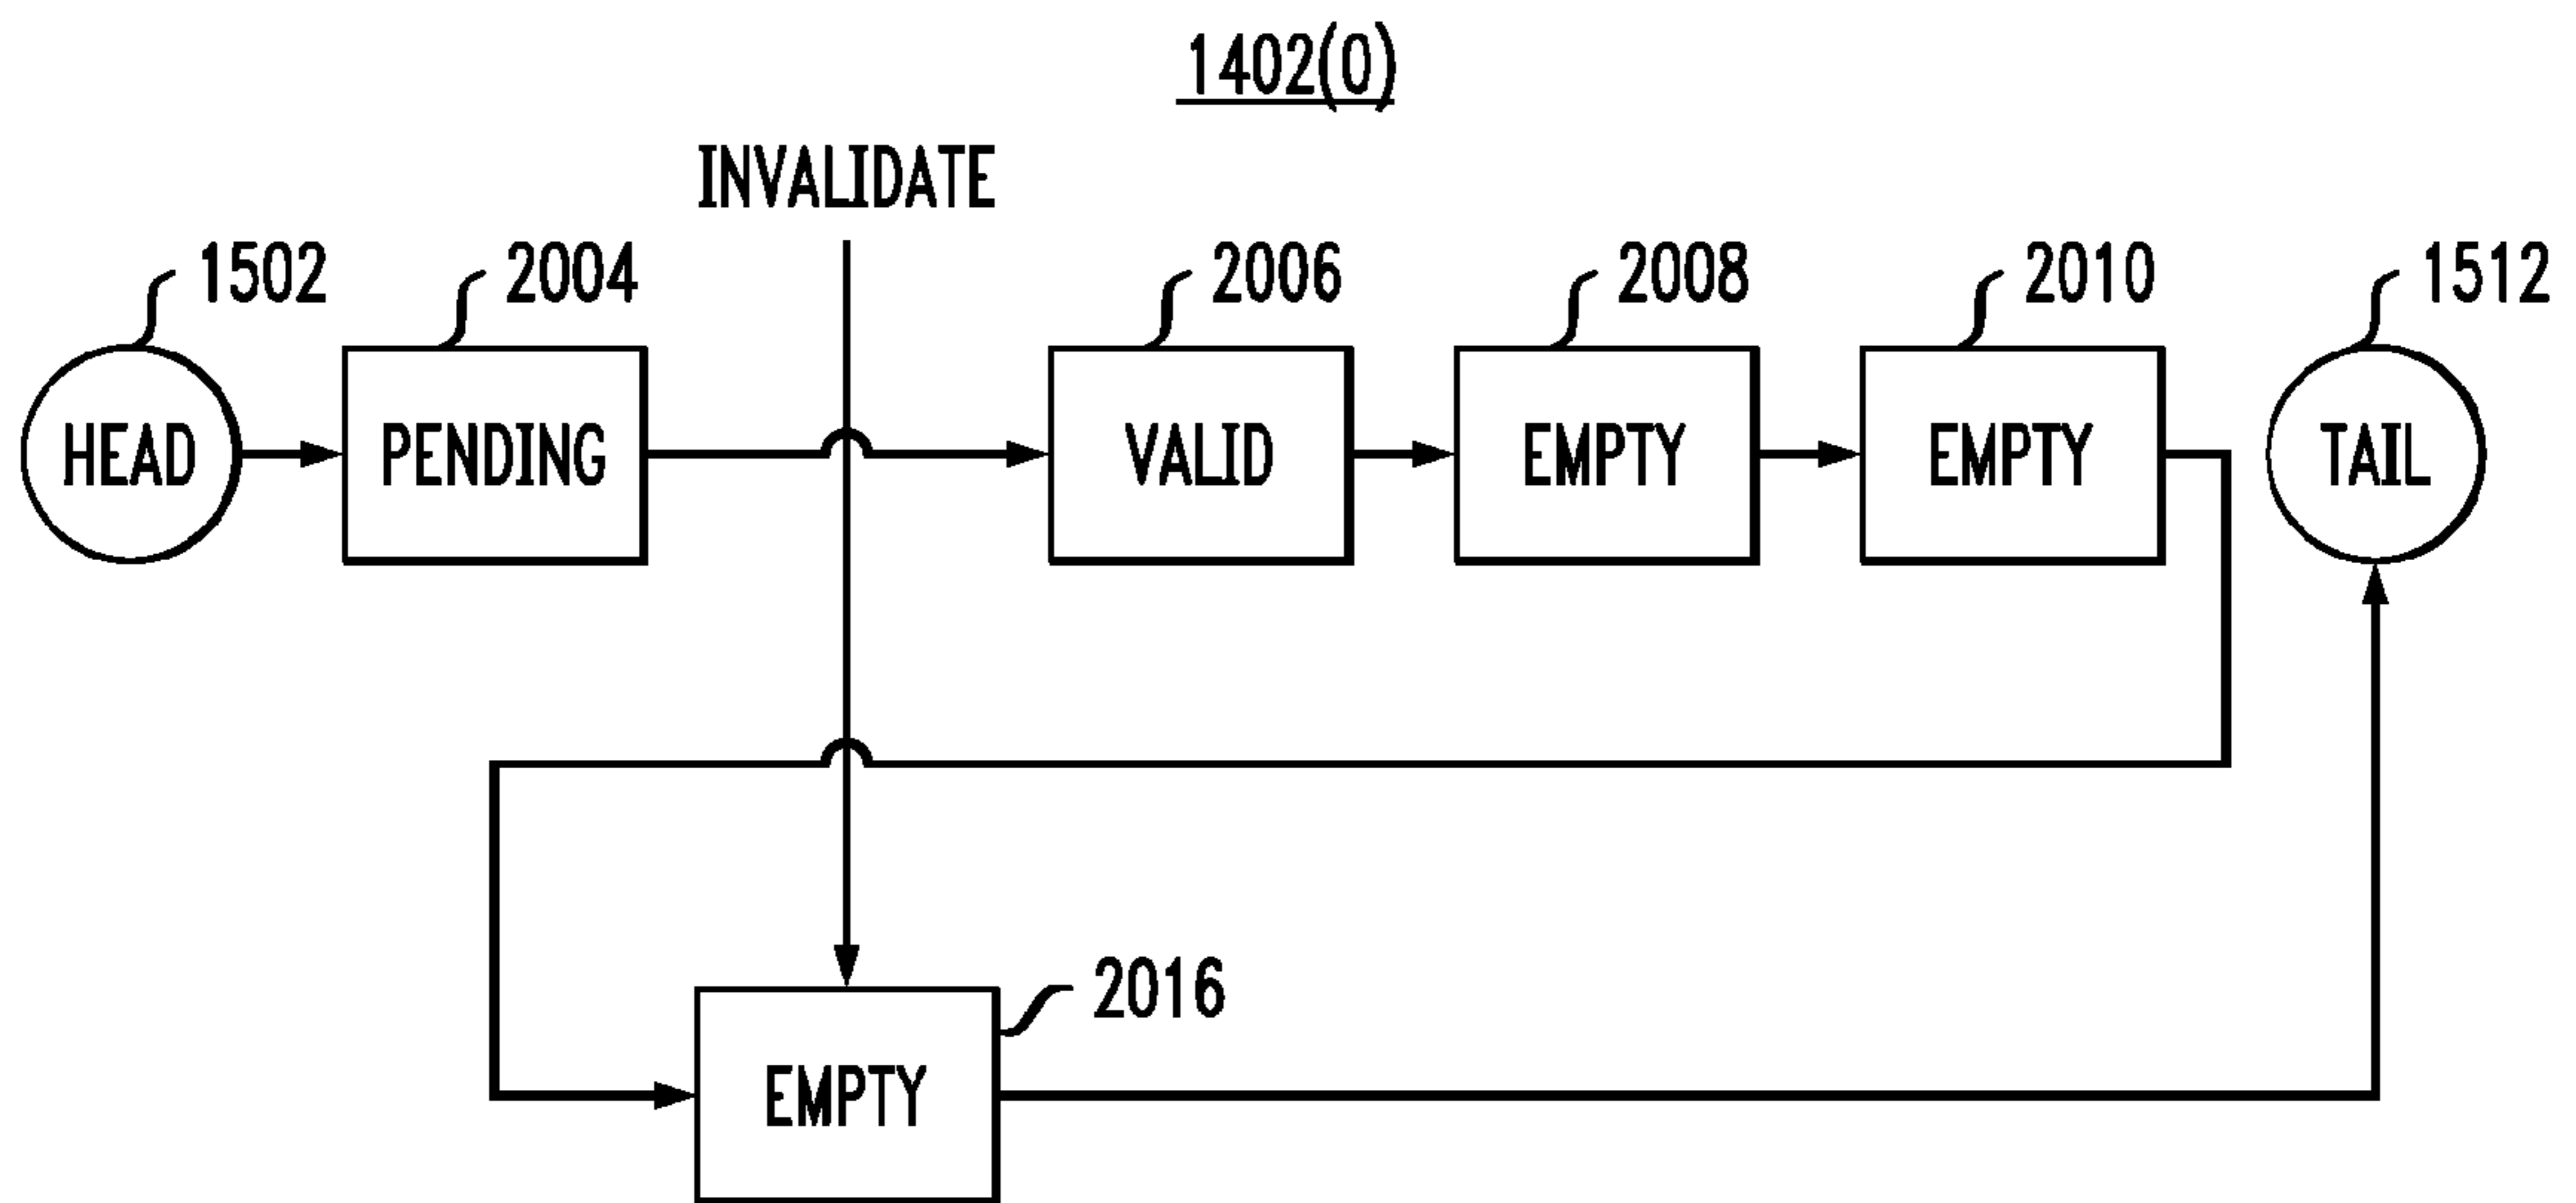 1402(0)
INVALIDATE
1502
2004
2006
2008
2010
1512
HEAD
PENDING
VALID
EMPTY
EMPTY
TAIL
2016
EMPTY